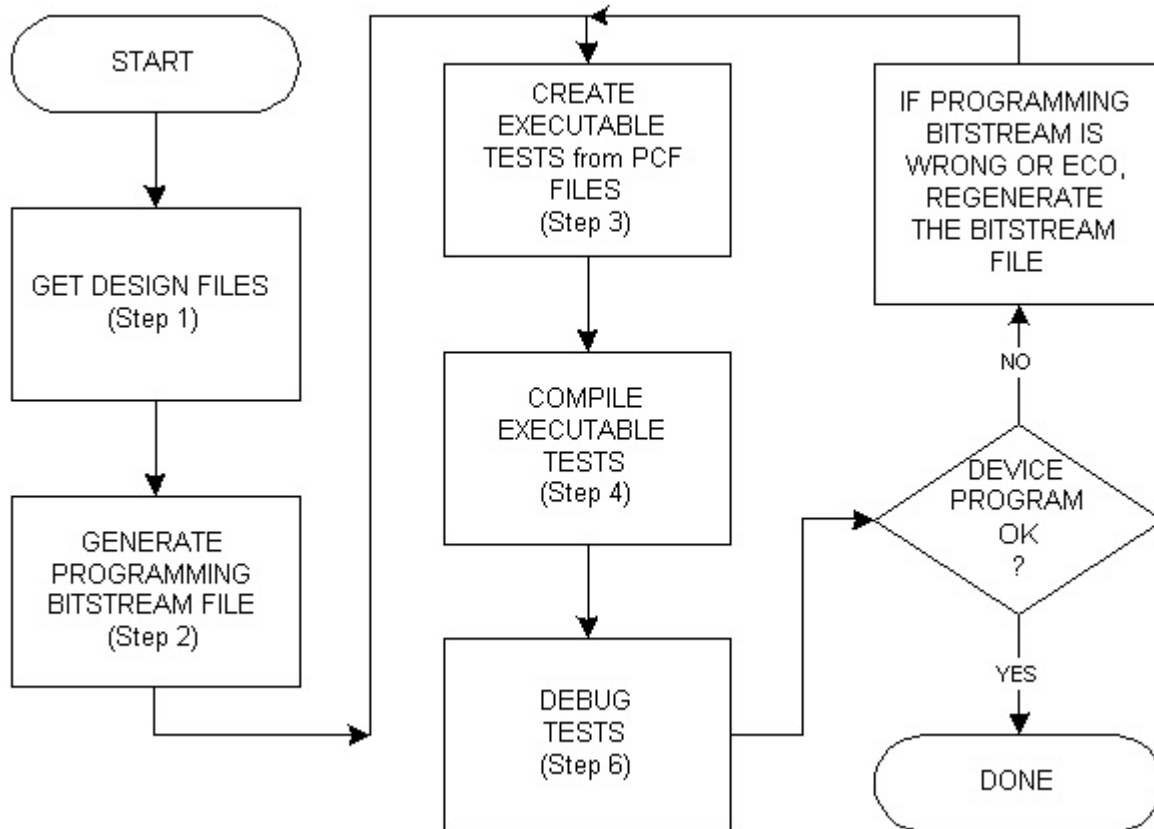 START
GET DESIGN FILES
(Step 1)
GENERATE
PROGRAMMING
BITSTREAM FILE
(Step 2)
CREATE
EXECUTABLE
TESTS from PCF
FILES
(Step 3)
COMPILE
EXECUTABLE
TESTS
(Step 4)
DEBUG
TESTS
(Step 6)
IF PROGRAMMING
BITSTREAM IS
WRONG OR ECO,
REGENERATE
THE BITSTREAM
FILE
NO
DEVICE
PROGRAM
OK
?
YES
DONE